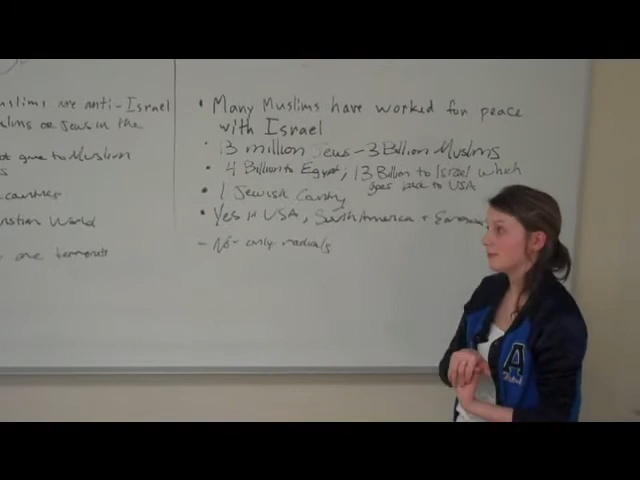 uslims are anti-Israel
slims or Jews in the
ot give to Muslim
countries
ristian World
are terrorists
• Many Muslims have worked for peace
with Israel
• 13 million Jews - 3 Billion Muslims
• 4 Billion to Egypt, 13 Billion to Israel which
goes back to USA
• 1 Jewish Country
• Yes in USA, South America +
- No - only radicals
A